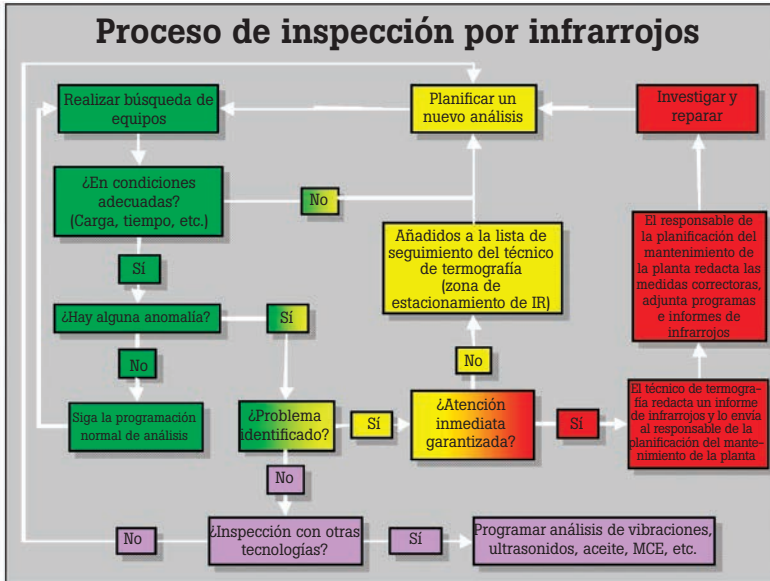 Proceso de inspección por infrarrojos
Realizar búsqueda de
equipos
Planificar un
nuevo análisis
Investigar y
reparar
¿En condiciones
adecuadas?
(Carga, tiempo, etc.)
No
Añadidos a la lista de
seguimiento del técnico
de termografía
(zona de
estacionamiento de IR)
El responsable de
la planificación del
mantenimiento de
la planta redacta las
medidas correctoras,
adjunta programas
e informes de
infrarrojos
Sí
¿Hay alguna anomalía?
Sí
No
No
Siga la programación
normal de análisis
¿Problema
identificado?
Sí
¿Atención
inmediata
garantizada?
Sí
El técnico de termogra-
fía redacta un informe
de infrarrojos y lo envía
al responsable de la
planificación del mante-
nimiento de la planta
No
No
¿Inspección con otras
tecnologías?
Sí
Programar análisis de vibraciones,
ultrasonidos, aceite, MCE, etc.